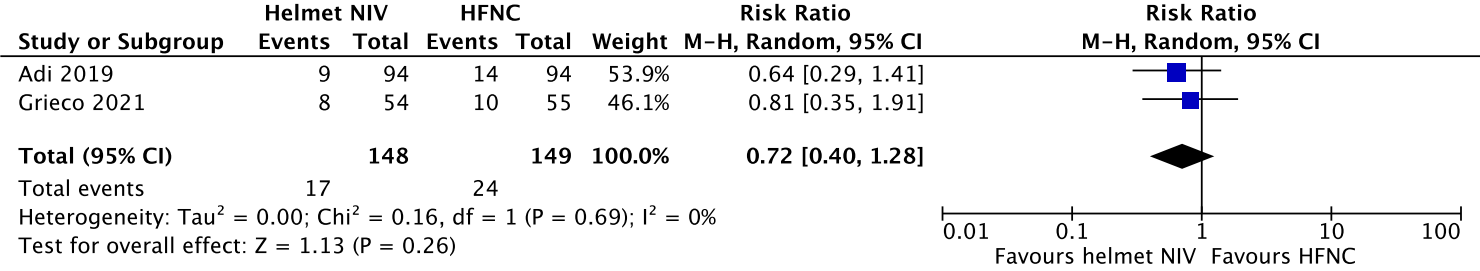 Helmet NIV HFNC Risk Ratio Risk Ratio
Study or Subgroup Events Total Events Total Weight M-H, Random, 95% CI M-H, Random, 95% CI
Adi 2019 9 94 14 94 53.9% 0.64 [0.29, 1.41]
Grieco 2021 8 54 10 55 46.1% 0.81 [0.35, 1.91]
Total (95% CI) 148 149 100.0% 0.72 [0.40, 1.28]
Total events 17 24
Heterogeneity: Tau² = 0.00; Chi² = 0.16, df = 1 (P = 0.69); I² = 0%
Test for overall effect: Z = 1.13 (P = 0.26)
0.01 0.1 1 10 100
Favours helmet NIV Favours HFNC